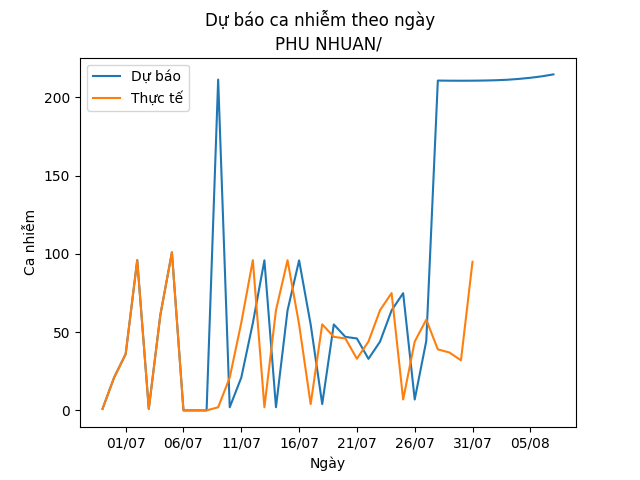 Dự báo ca nhiễm theo ngày
PHU NHUAN/
Dự báo
Thực tế
Ca nhiễm
200
150
100
50
0
01/07 06/07 11/07 16/07 21/07 26/07 31/07 05/08
Ngày